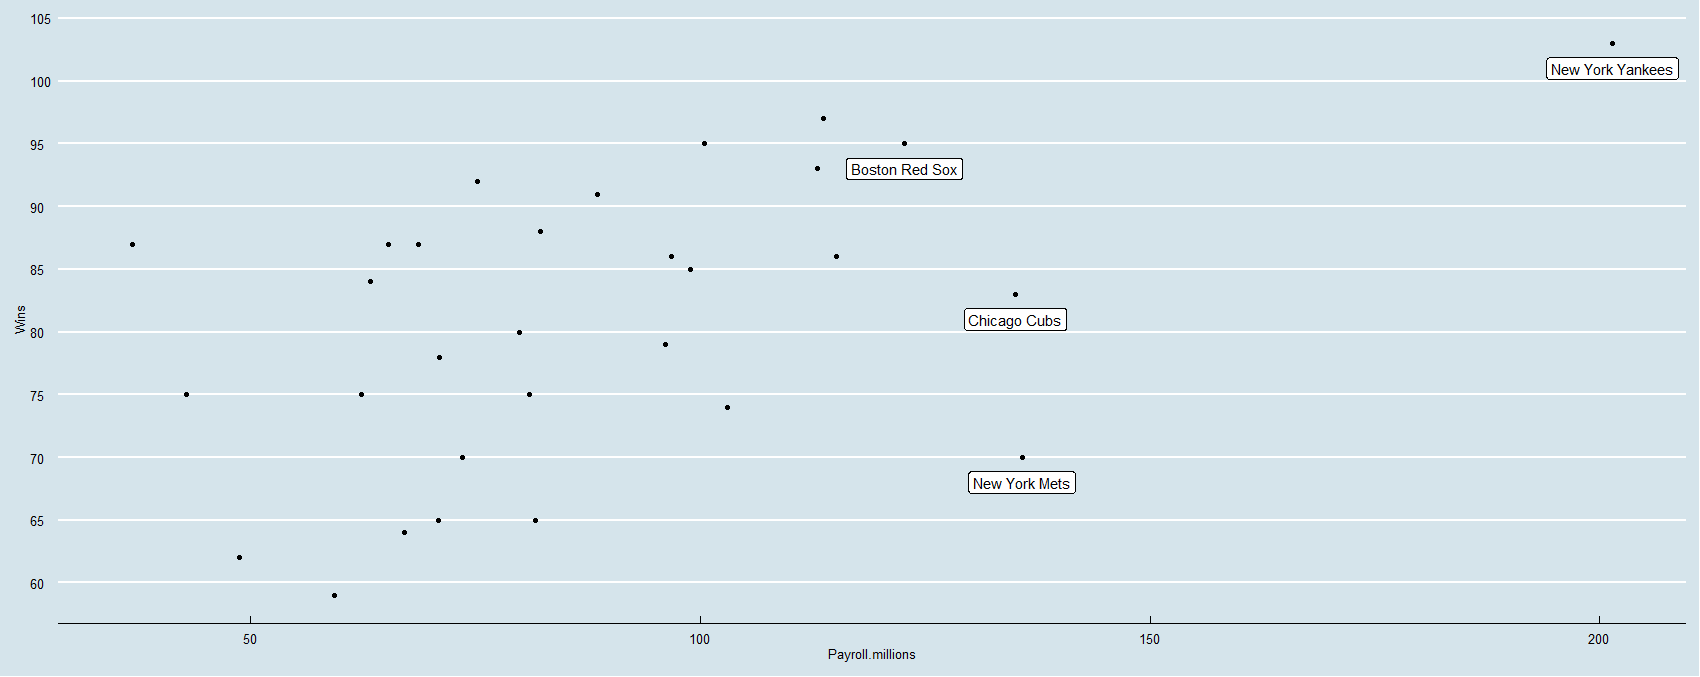 105
New York Yankees
100
95
Boston Red Sox
90
85
Wins
Chicago Cubs
80
75
70
New York Mets
65
60
50 100 150 200
Payroll.millions